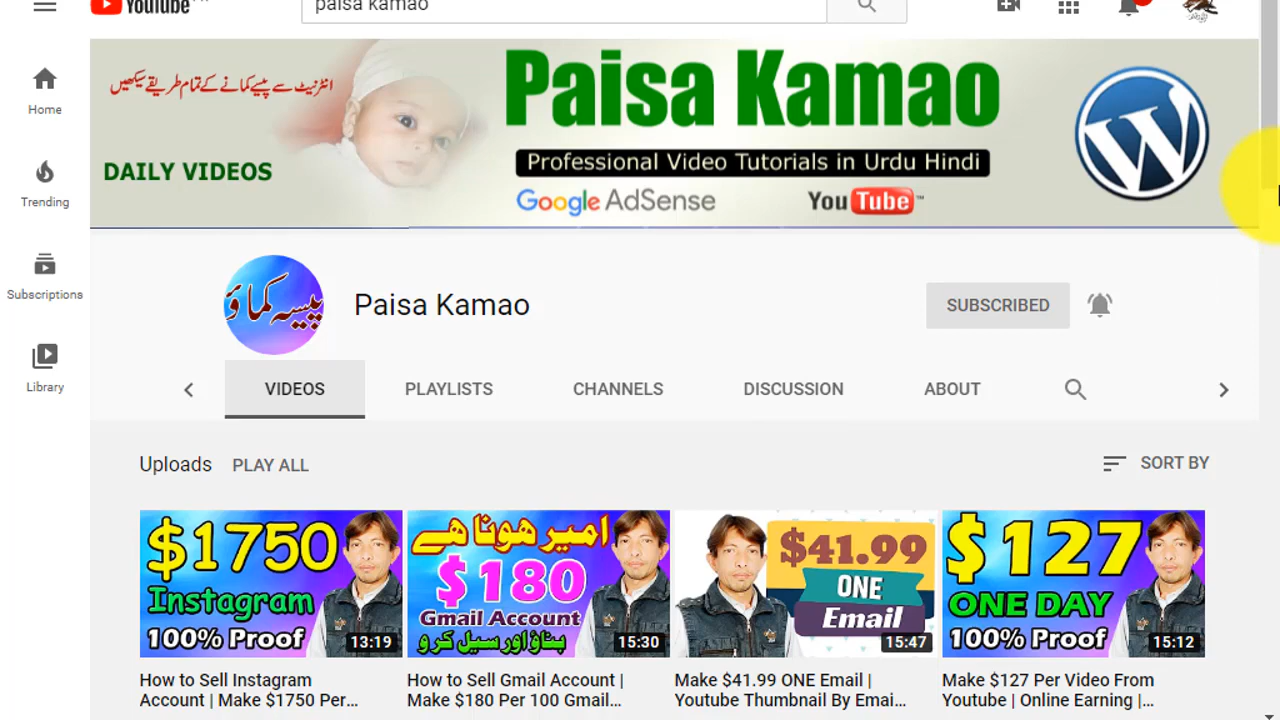 YouTube
paisa kamao
Home
Trending
Subscriptions
Library
انٹرنیٹ سے پیسے کمانے کے تمام طریقے سیکھیں
DAILY VIDEOS
Paisa Kamao
Professional Video Tutorials in Urdu Hindi
Google AdSense
YouTube™
W
پیسہ کماؤ
Paisa Kamao
SUBSCRIBED
VIDEOS
PLAYLISTS
CHANNELS
DISCUSSION
ABOUT
Uploads
PLAY ALL
SORT BY
$1750
Instagram
100% Proof
13:19
How to Sell Instagram
Account | Make $1750 Per...
امیر ھونا ھے
$180
Gmail Account
بناؤ اور سیل کرو
15:30
How to Sell Gmail Account |
Make $180 Per 100 Gmail...
$41.99
ONE
Email
15:47
Make $41.99 ONE Email |
Youtube Thumbnail By Emai...
$127
ONE DAY
100% Proof
15:12
Make $127 Per Video From
Youtube | Online Earning |...